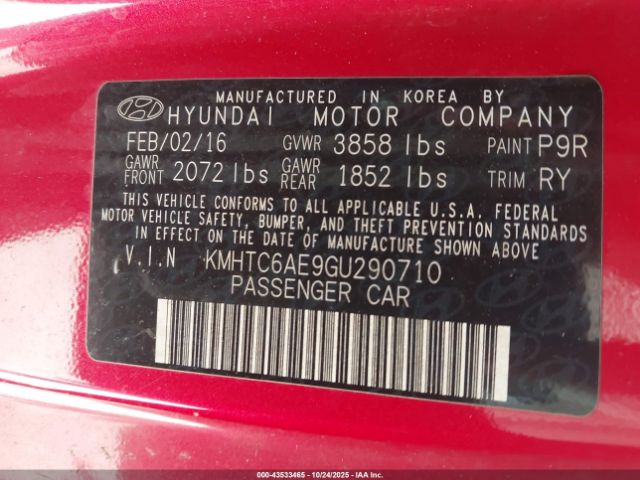 MANUFACTURED IN KOREA BY
HYUNDAI MOTOR COMPANY
FEB/02/16 GVWR 3858 lbs PAINT P9R
GAWR FRONT 2072 lbs GAWR REAR 1852 lbs TRIM RY
THIS VEHICLE CONFORMS TO ALL APPLICABLE U.S.A. FEDERAL
MOTOR VEHICLE SAFETY, BUMPER, AND THEFT PREVENTION STANDARDS
IN EFFECT ON THE DATE OF MANUFACTURE SHOWN ABOVE
V.I.N KMHTC6AE9GU290710
PASSENGER CAR
000-43533465 - 10/24/2025 - IAA Inc.